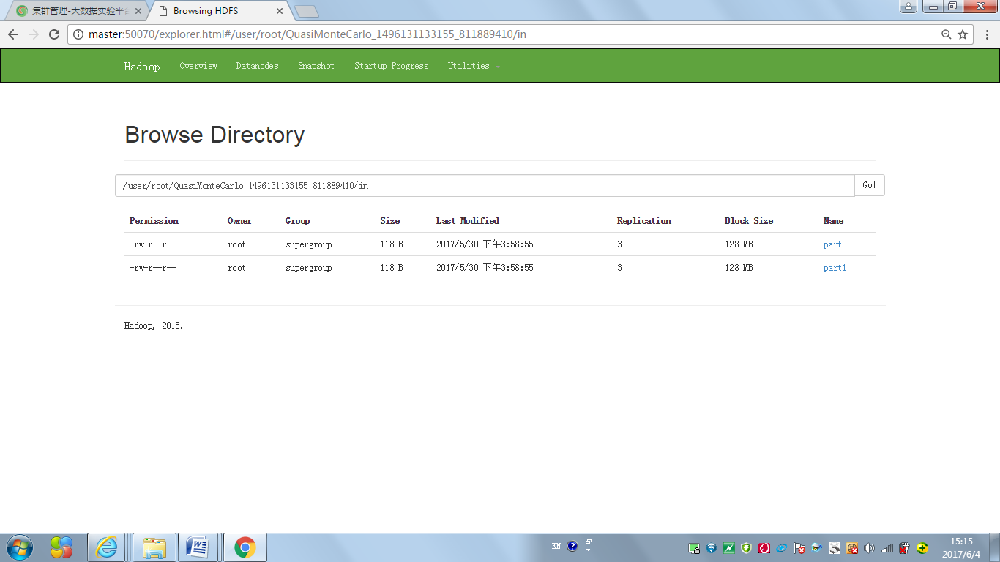 集群管理-大数据实验平台
Browsing HDFS
master:50070/explorer.html#/user/root/QuasiMonteCarlo_1496131133155_811889410/in
Hadoop Overview Datanodes Snapshot Startup Progress Utilities
Browse Directory
/user/root/QuasiMonteCarlo_1496131133155_811889410/in Go!
Permission Owner Group Size Last Modified Replication Block Size Name
-rw-r--r-- root supergroup 118 B 2017/5/30 下午3:58:55 3 128 MB part0
-rw-r--r-- root supergroup 118 B 2017/5/30 下午3:58:55 3 128 MB part1
Hadoop, 2015.
EN
15:15
2017/6/4